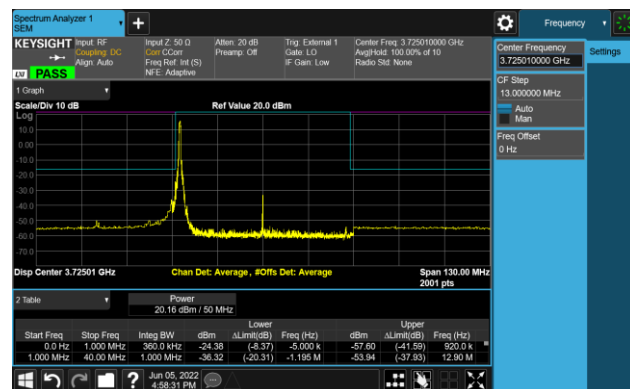 Spectrum Analyzer 1
SEM
Frequency
KEYSIGHT Input: RF Input Z: 50 Ω Atten: 20 dB Trig: External 1 Center Freq: 3.725010000 GHz
Coupling: DC Corr CCorr Preamp: Off Gate: LO Avg|Hold: 100.00% of 10
Align: Auto Freq Ref: Int (S) IF Gain: Low Radio Std: None
NFE: Adaptive
PASS
Center Frequency
3.725010000 GHz
Settings
CF Step
13.000000 MHz
Auto
Man
Freq Offset
0 Hz
1 Graph
Scale/Div 10 dB Ref Value 20.0 dBm
Log
10.0
0.00
-10.0
-20.0
-30.0
-40.0
-50.0
-60.0
-70.0
Disp Center 3.72501 GHz Chan Det: Average , #Offs Det: Average Span 130.00 MHz
2001 pts
2 Table Power
20.16 dBm / 50 MHz
Lower Upper
Start Freq Stop Freq Integ BW dBm ΔLimit(dB) Freq (Hz) dBm ΔLimit(dB) Freq (Hz)
0.0 Hz 1.000 MHz 360.0 kHz -24.38 (-8.37) -5.000 k -57.60 (-41.59) 920.0 k
1.000 MHz 40.00 MHz 1.000 MHz -36.32 (-20.31) -1.195 M -53.94 (-37.93) 12.90 M
Jun 05, 2022
4:58:31 PM